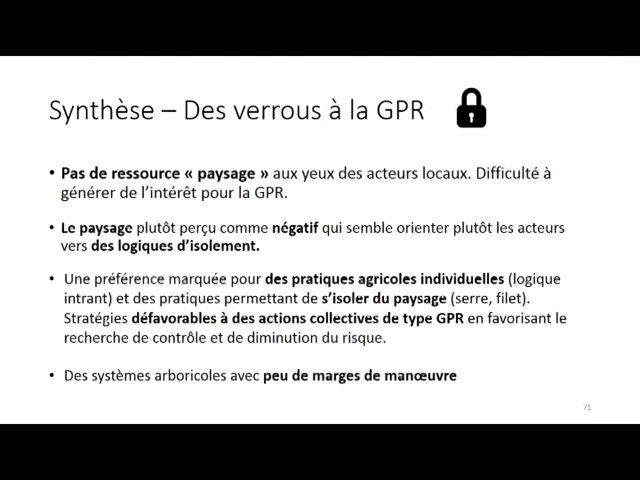 Synthèse – Des verrous à la GPR
• Pas de ressource « paysage » aux yeux des acteurs locaux. Difficulté à
générer de l’intérêt pour la GPR.
• Le paysage plutôt perçu comme négatif qui semble orienter plutôt les acteurs
vers des logiques d’isolement.
• Une préférence marquée pour des pratiques agricoles individuelles (logique
intrant) et des pratiques permettant de s’isoler du paysage (serre, filet).
Stratégies défavorables à des actions collectives de type GPR en favorisant le
recherche de contrôle et de diminution du risque.
• Des systèmes arboricoles avec peu de marges de manœuvre
71